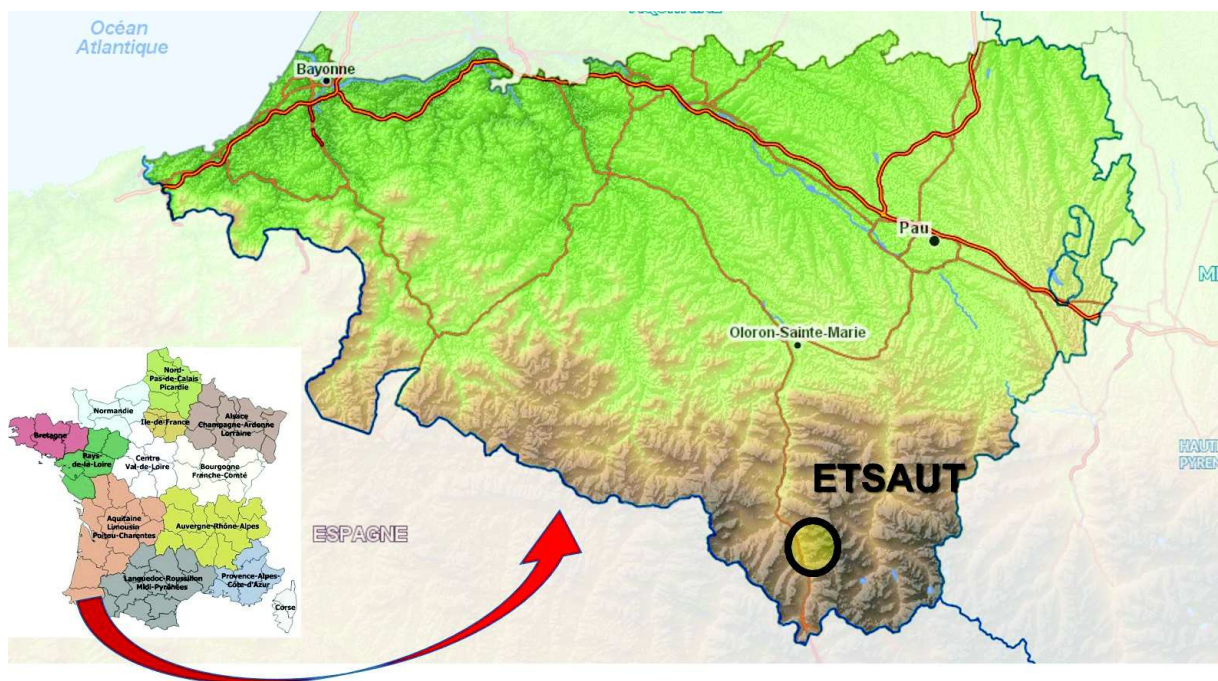 Océan
Atlantique
Bayonne
Pau
Oloron-Sainte-Marie
ETSAUT
ESPAGNE
HAUT
PYREN
Nord-
Pas-de-Calais
Picardie
Normandie
Ile-de-France
Alsace
Champagne-Ardenne
Lorraine
Bretagne
Pays-
de-la-Loire
Centre
Val-de-Loire
Bourgogne
Franche-Comté
Aquitaine
Limousin
Poitou-Charentes
Auvergne-Rhône-Alpes
Languedoc-Roussillon
Midi-Pyrénées
Provence-Alpes-
Côte-d'Azur
Corse